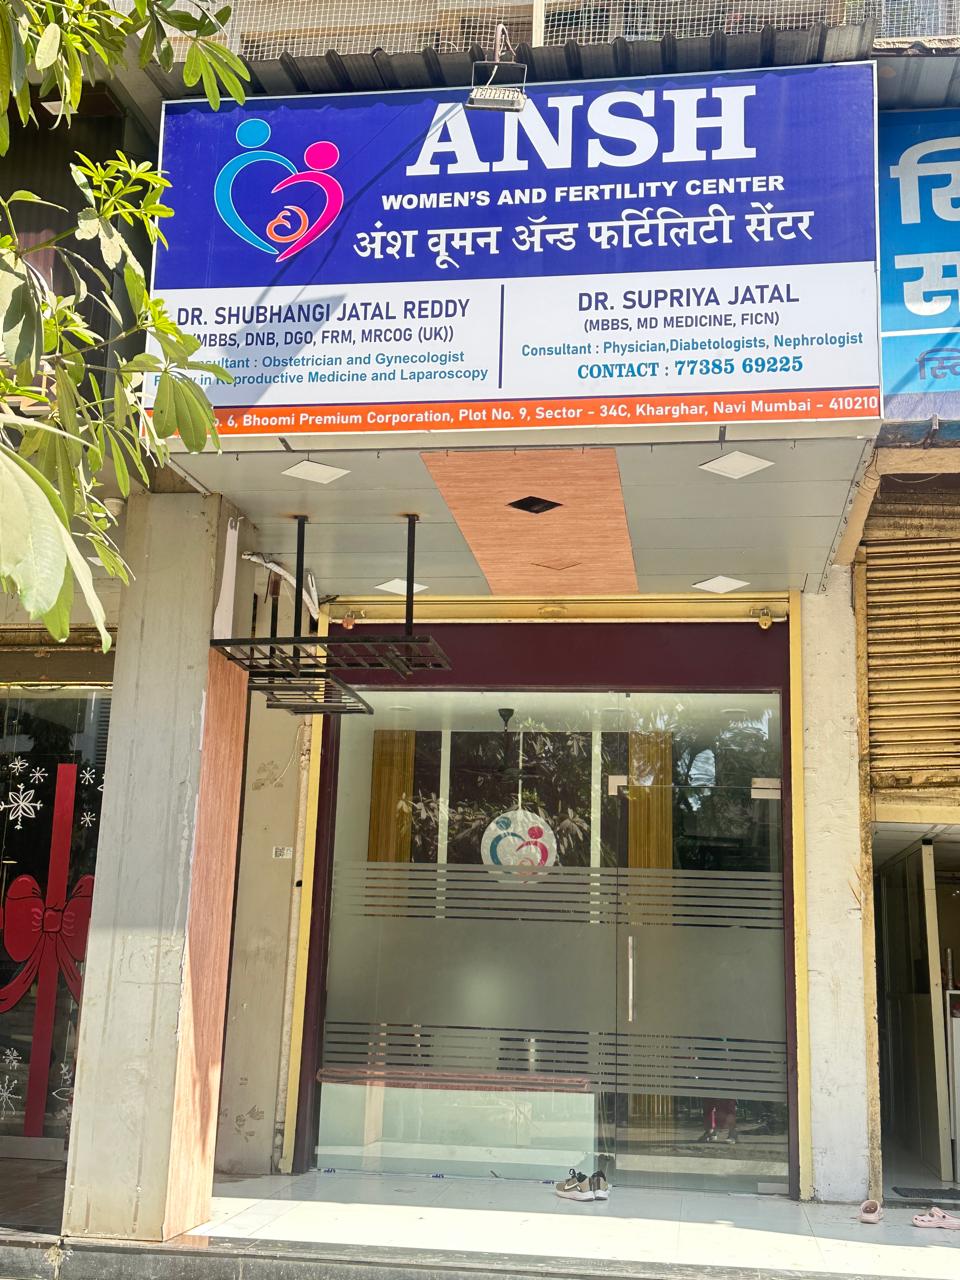 ANSH
WOMEN'S AND FERTILITY CENTER
अंश वूमन ॲन्ड फर्टिलिटी सेंटर
DR. SHUBHANGI JATAL REDDY
(MBBS, DNB, DGO, FRM, MRCOG (UK))
: Obstetrician and Gynecologist
in Reproductive Medicine and Laparoscopy
DR. SUPRIYA JATAL
(MBBS, MD MEDICINE, FICN)
Consultant : Physician,Diabetologists, Nephrologist
CONTACT : 77385 69225
6, Bhoomi Premium Corporation, Plot No. 9, Sector - 34C, Kharghar, Navi Mumbai - 410210